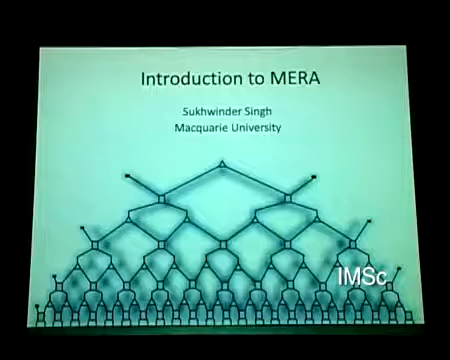 Introduction to MERA
Sukhwinder Singh
Macquarie University
IMSc